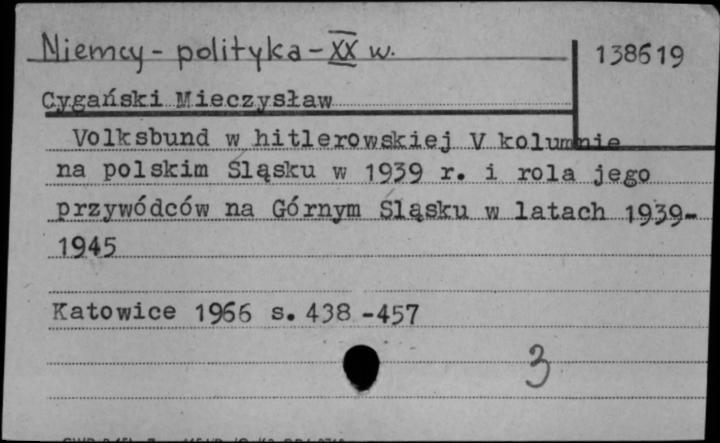 Niemcy - polityka - XX w.
138619
Cygański Mieczysław
Volksbund w hitlerowskiej V kolumnie
na polskim Śląsku w 1939 r. i rola jego
przywódców na Górnym Śląsku w latach 1939-
1945
Katowice 1966 s. 438 -457
3